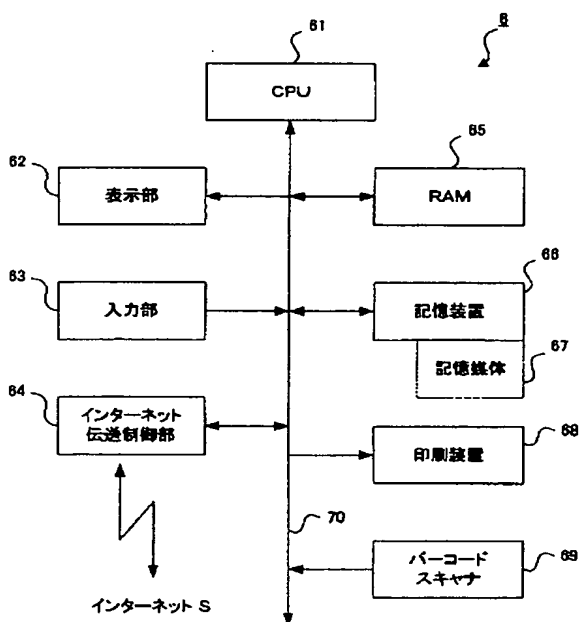 61
6
CPU
62
表示部
65
RAM
63
入力部
66
記憶装置
67
記憶媒体
64
インターネット
伝送制御部
68
印刷装置
70
バーコード
スキャナ
69
インターネット S